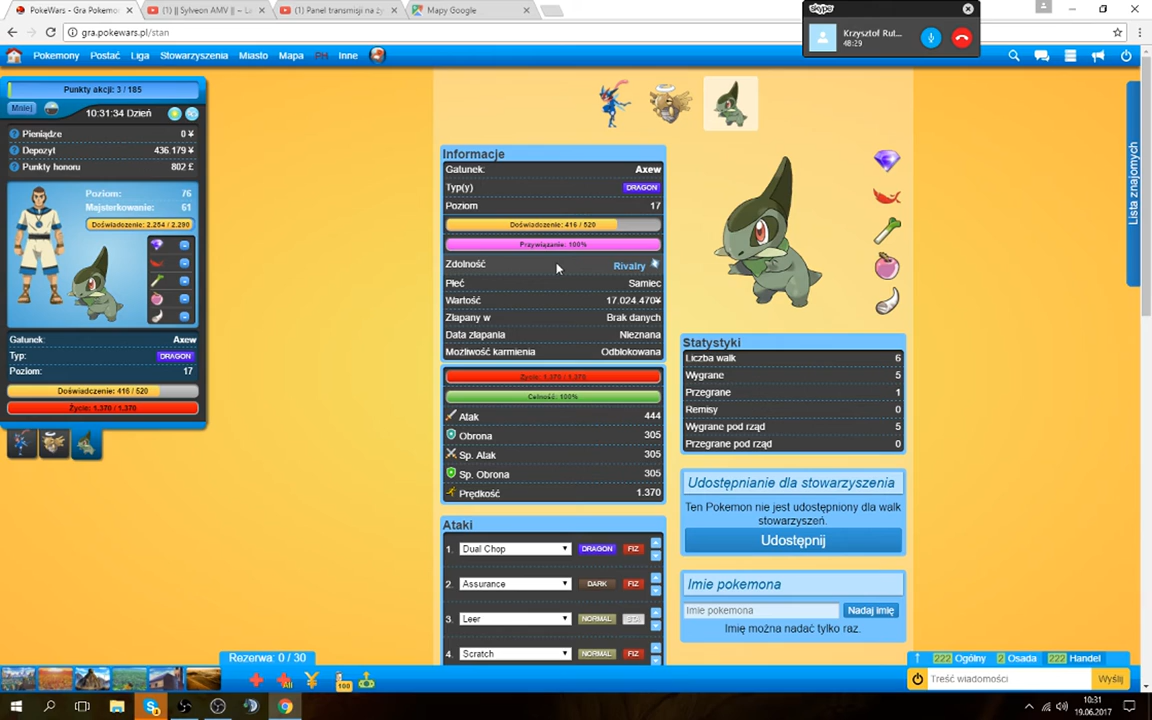 PokeWars - Gra Pokemo
(1) || Sylveon AMV || – L
(1) Panel transmisji na ży
Mapy Google
gra.pokewars.pl/stan
skype
Krzysztof Rut...
48:29
Pokemony Postać Liga Stowarzyszenia Miasto Mapa PH Inne
Punkty akcji: 3 / 185
Mniej
10:31:34 Dzień
Pieniądze 0 ¥
Depozyt 436.179 ¥
Punkty honoru 802 £
Poziom: 76
Majsterkowanie: 61
Doświadczenie: 2.254 / 2.290
Gatunek: Axew
Typ: DRAGON
Poziom: 17
Doświadczenie: 416 / 520
Życie: 1.370 / 1.370
Informacje
Gatunek: Axew
Typ(y) DRAGON
Poziom 17
Doświadczenie: 416 / 520
Przywiązanie: 100%
Zdolność Rivalry
Płeć Samiec
Wartość 17.024.470¥
Złapany w Brak danych
Data złapania Nieznana
Możliwość karmienia Odblokowana
Życie: 1.370 / 1.370
Celność: 100%
Atak 444
Obrona 305
Sp. Atak 305
Sp. Obrona 305
Prędkość 1.370
Ataki
1. Dual Chop DRAGON FIZ
2. Assurance DARK FIZ
3. Leer NORMAL STA
4. Scratch NORMAL FIZ
Statystyki
Liczba walk 6
Wygrane 5
Przegrane 1
Remisy 0
Wygrane pod rząd 5
Przegrane pod rząd 0
Udostępnianie dla stowarzyszenia
Ten Pokemon nie jest udostępniony dla walk
stowarzyszeń.
Udostępnij
Imie pokemona
Imie pokemona Nadaj imię
Imię można nadać tylko raz.
Lista znajomych
Rezerwa: 0 / 30
All
100
222 Ogólny 2 Osada 222 Handel
Treść wiadomości Wyślij
10:31
19.06.2017